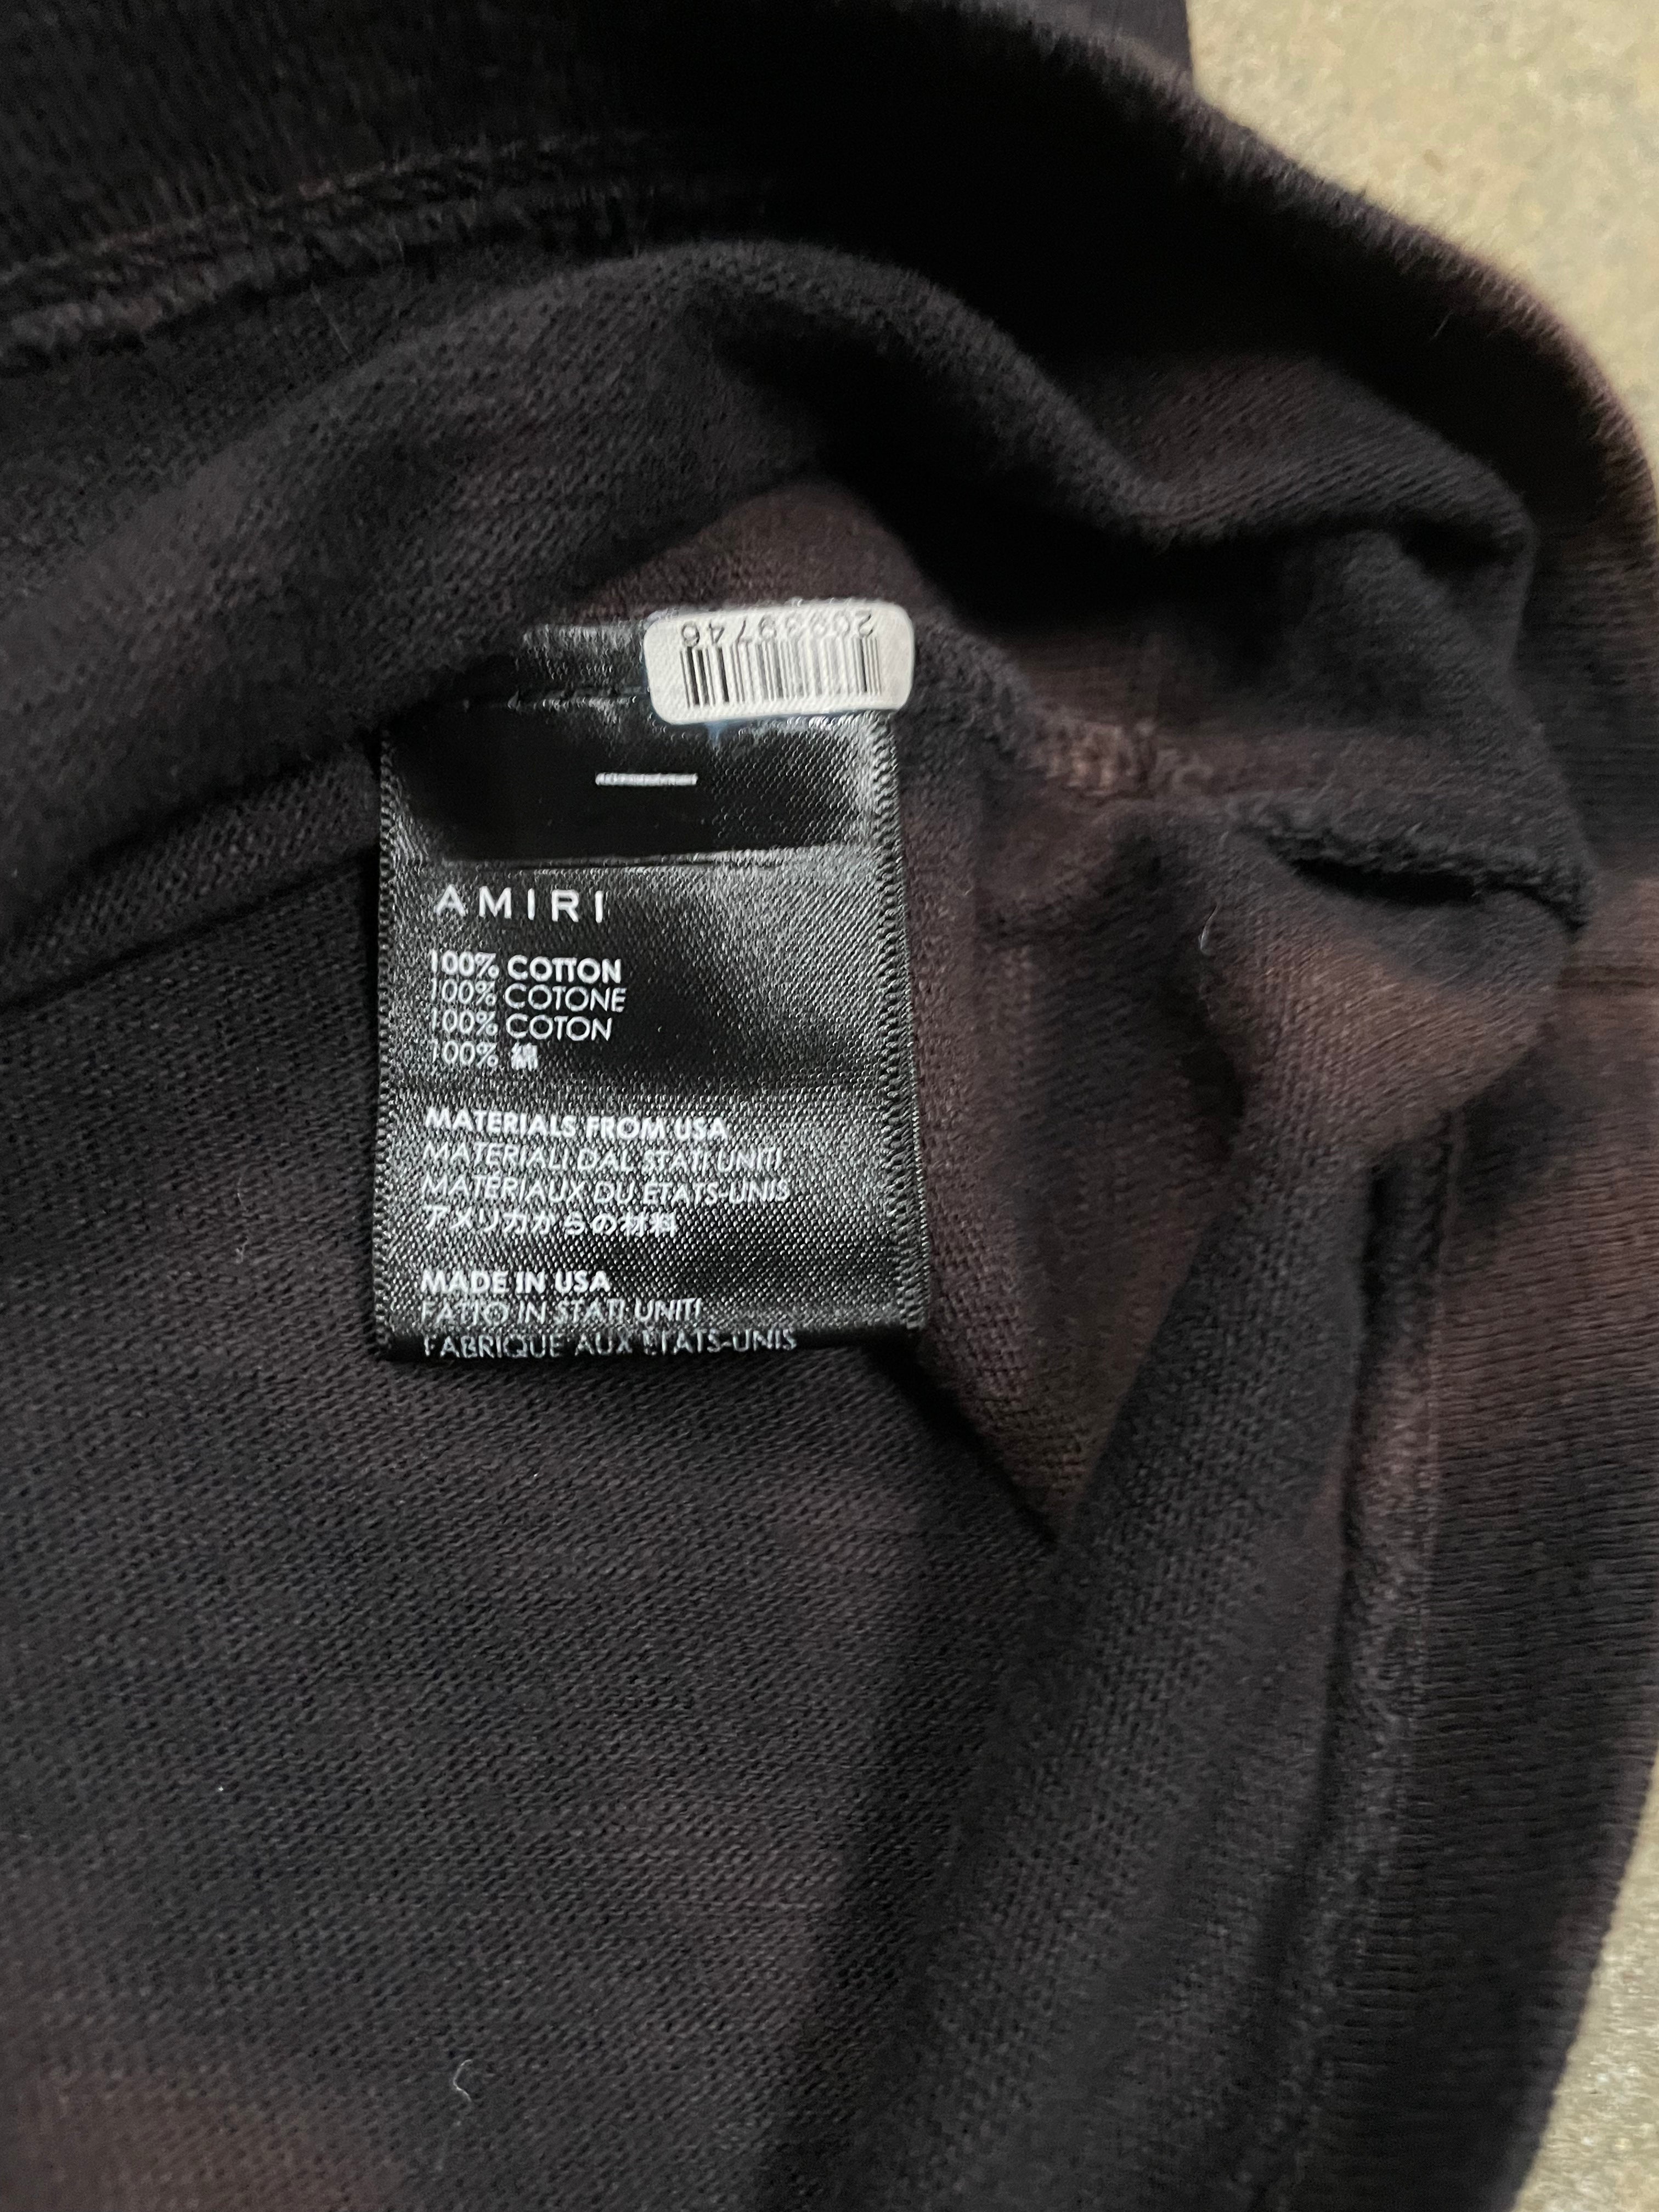 20939746
AMIRI
100% COTTON
100% COTONE
100% COTON
100% 綿
MATERIALS FROM USA
MATERIALI DAL STATI UNITI
MATERIAUX DU ETATS-UNIS
アメリカからの材料
MADE IN USA
FATTO IN STATI UNITI
FABRIQUE AUX ETATS-UNIS